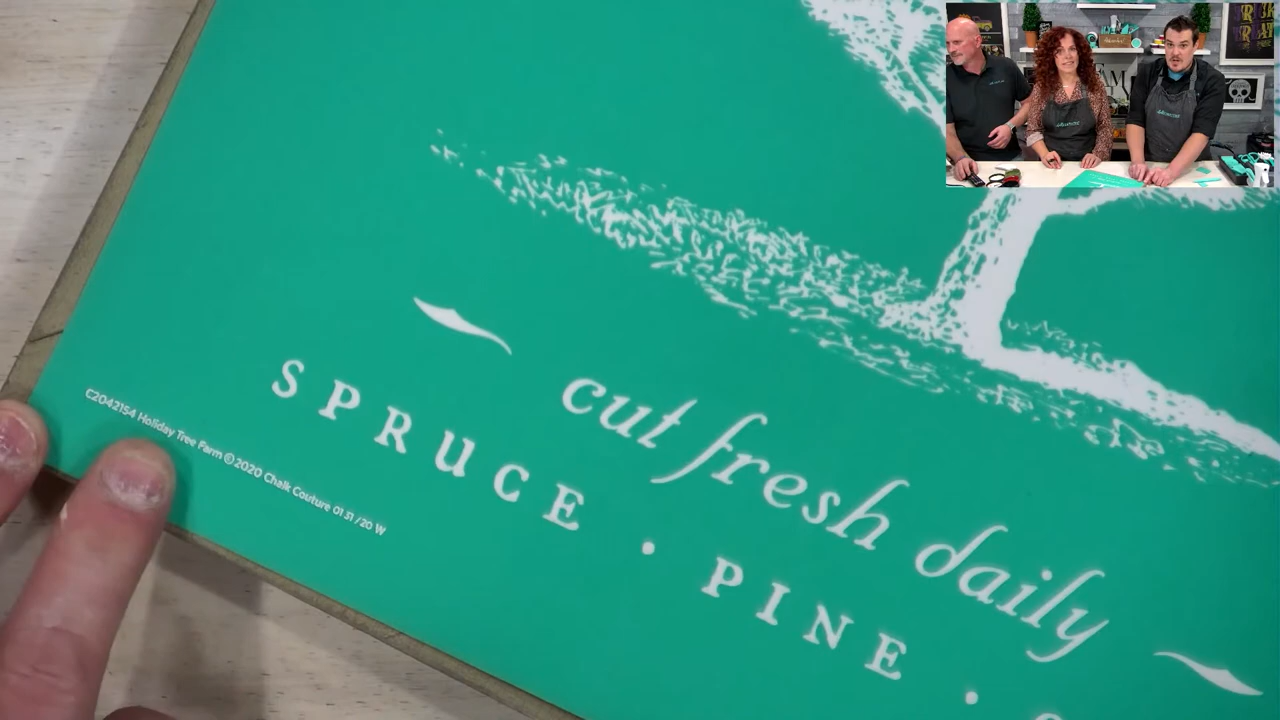 cut fresh daily
SPRUCE · PINE ·
C2042154 Holiday Tree Farm ©2020 Chalk Couture 01/31/20 W